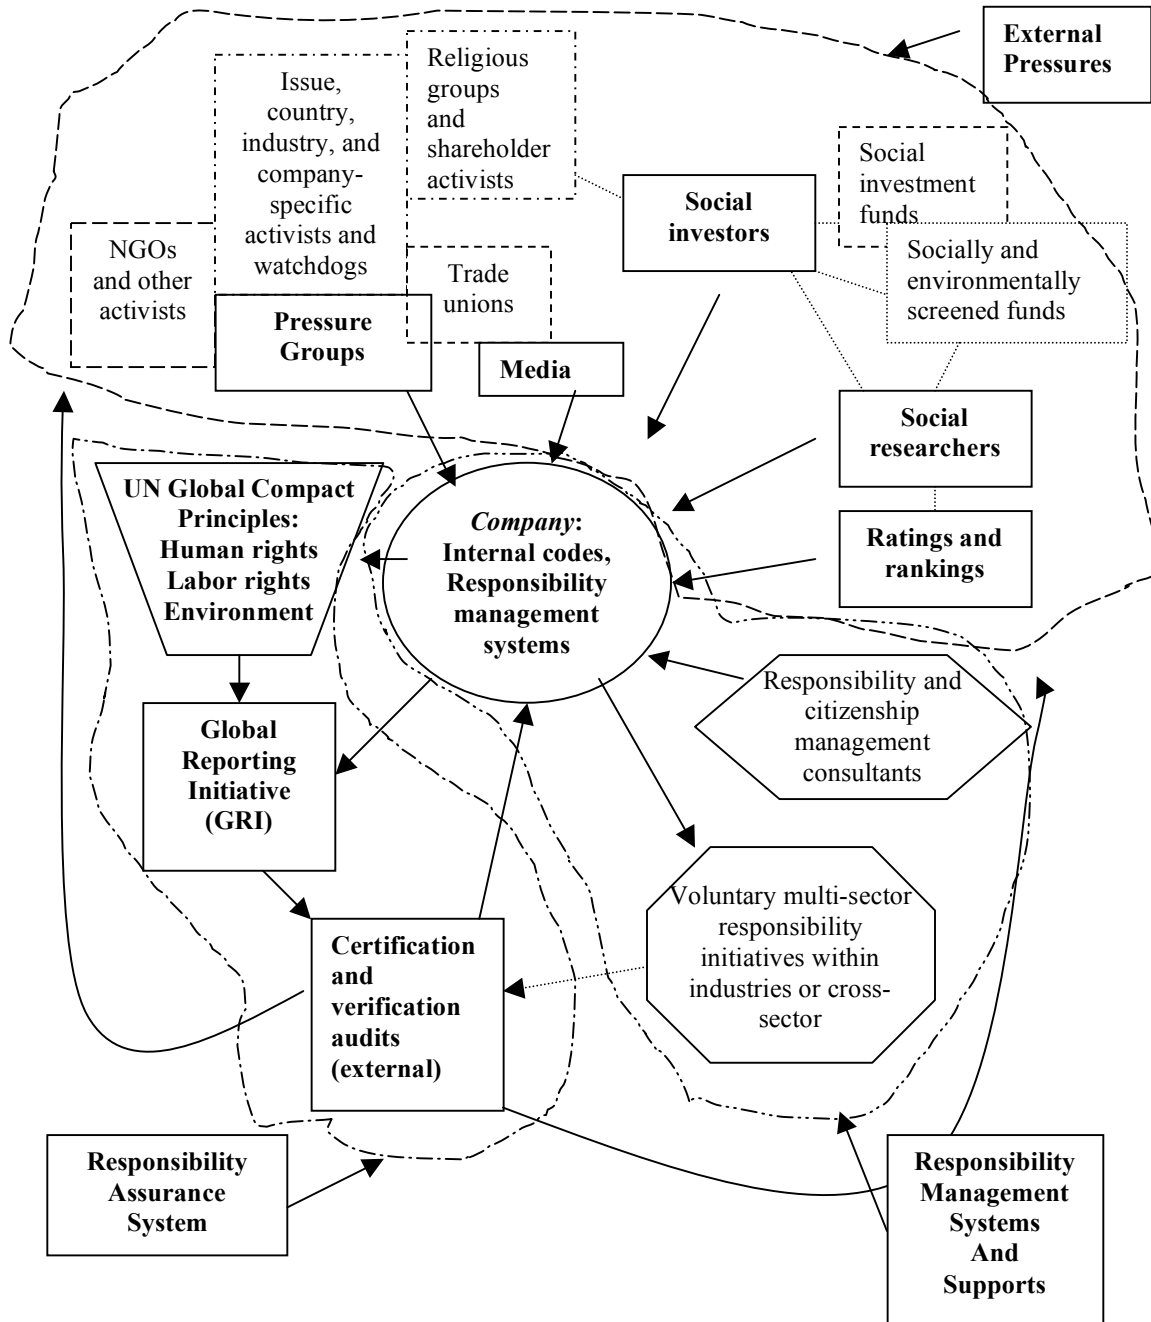 External
Pressures
Religious
groups
and
shareholder
activists
Issue,
country,
industry, and
company-
specific
activists and
watchdogs
Social
investment
funds
Social
investors
NGOs
and other
activists
Trade
unions
Socially and
environmentally
screened funds
Pressure
Groups
Media
Social
researchers
UN Global Compact
Principles:
Human rights
Labor rights
Environment
Company:
Internal codes,
Responsibility
management
systems
Ratings and
rankings
Responsibility and
citizenship
management
consultants
Global
Reporting
Initiative
(GRI)
Voluntary multi-sector
responsibility
initiatives within
industries or cross-
sector
Certification
and
verification
audits
(external)
Responsibility
Assurance
System
Responsibility
Management
Systems
And
Supports